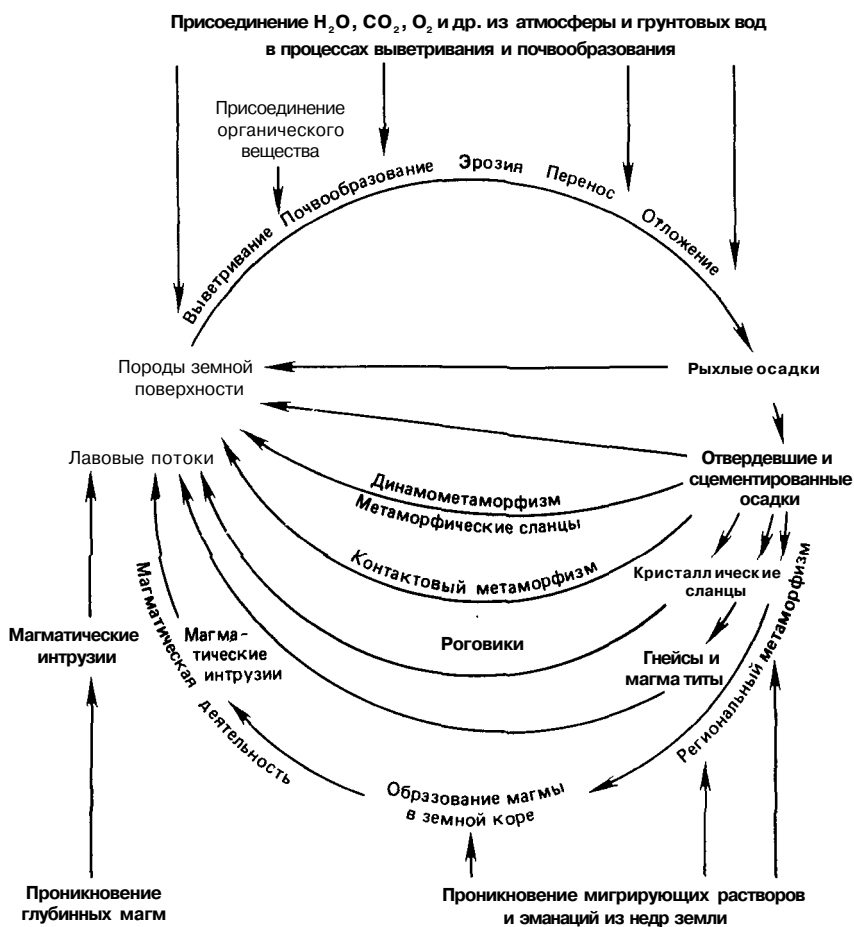 Присоединение H₂O, CO₂, O₂ и др. из атмосферы и грунтовых вод
в процессах выветривания и почвообразования
Присоединение
органического
вещества
Выветривание Почвообразование Эрозия Перенос Отложение
Породы земной
поверхности
Рыхлые осадки
Лавовые потоки
Отвердевшие и
сцементированные
осадки
Динамометаморфизм
Метаморфические сланцы
Контактовый метаморфизм
Кристаллические
сланцы
Региональный метаморфизм
Магматическая деятельность
Магматические
интрузии
Магма-
тические
интрузии
Роговики
Гнейсы и
магма титы
Образование магмы
в земной коре
Проникновение
глубинных магм
Проникновение мигрирующих растворов
и эманаций из недр земли